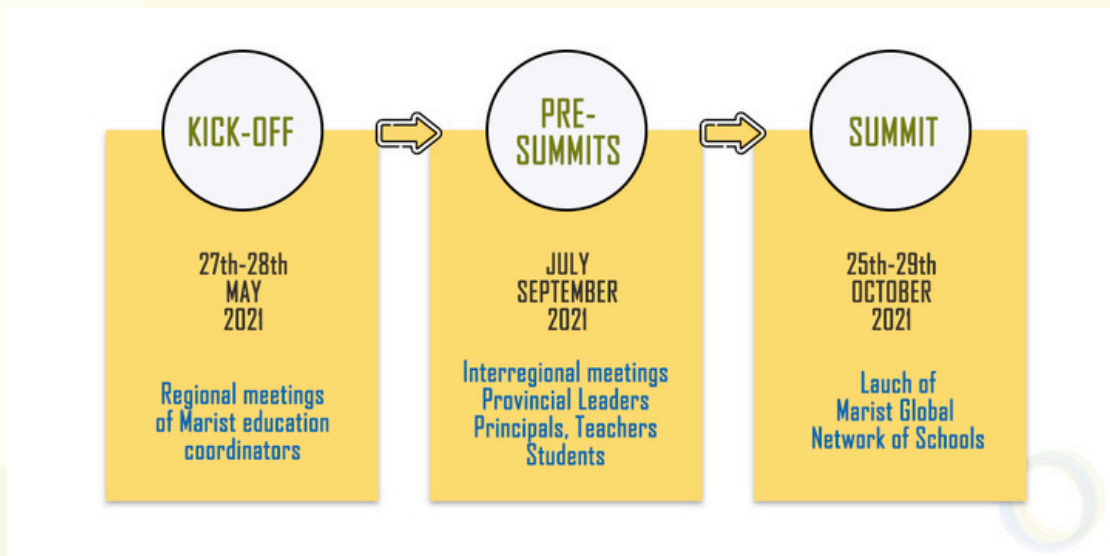 KICK-OFF
27th-28th
MAY
2021
Regional meetings
of Marist education
coordinators
PRE-
SUMMITS
JULY
SEPTEMBER
2021
Interregional meetings
Provincial Leaders
Principals, Teachers
Students
SUMMIT
25th-29th
OCTOBER
2021
Lauch of
Marist Global
Network of Schools